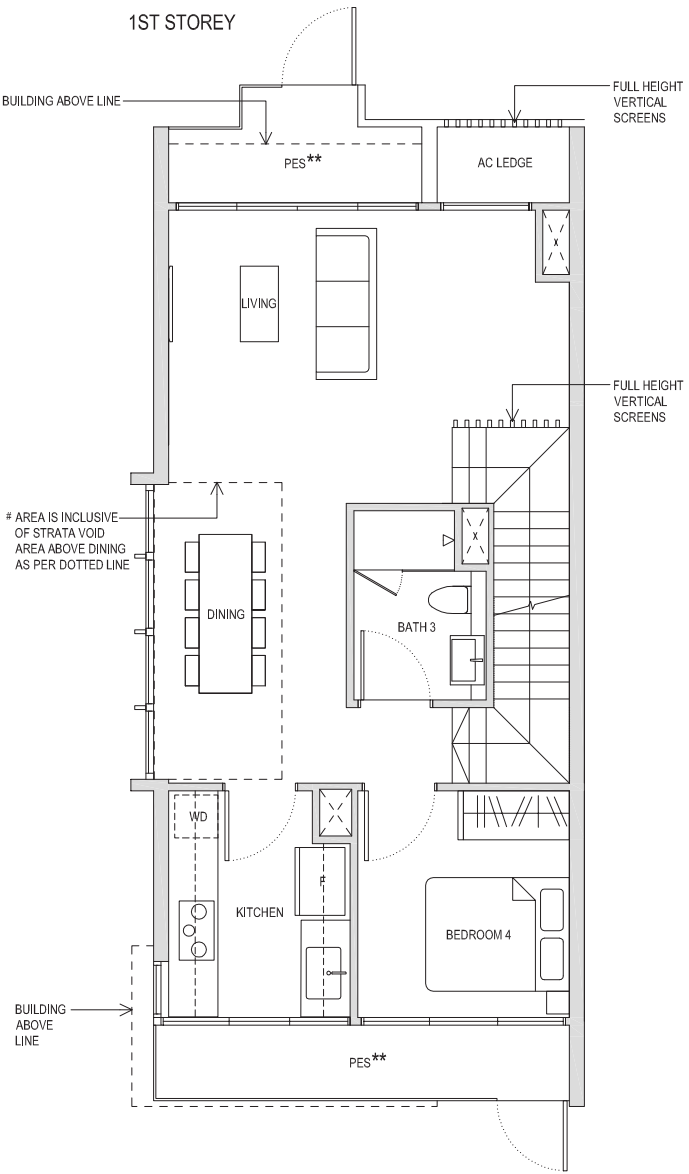 1ST STOREY
BUILDING ABOVE LINE
FULL HEIGHT
VERTICAL
SCREENS
PES**
AC LEDGE
LIVING
FULL HEIGHT
VERTICAL
SCREENS
# AREA IS INCLUSIVE
OF STRATA VOID
AREA ABOVE DINING
AS PER DOTTED LINE
DINING
BATH 3
WD
F
KITCHEN
BEDROOM 4
BUILDING
ABOVE
LINE
PES**